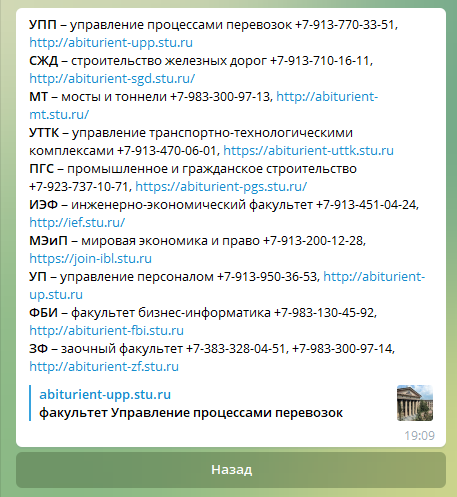 УПП – управление процессами перевозок +7-913-770-33-51,
http://abiturient-upp.stu.ru
СЖД – строительство железных дорог +7-913-710-16-11,
http://abiturient-sgd.stu.ru/
МТ – мосты и тоннели +7-983-300-97-13, http://abiturient-
mt.stu.ru/
УТТК – управление транспортно-технологическими
комплексами +7-913-470-06-01, https://abiturient-uttk.stu.ru
ПГС – промышленное и гражданское строительство
+7-923-737-10-71, https://abiturient-pgs.stu.ru/
ИЭФ – инженерно-экономический факультет +7-913-451-04-24,
http://ief.stu.ru/
МЭиП – мировая экономика и право +7-913-200-12-28,
https://join-ibl.stu.ru
УП – управление персоналом +7-913-950-36-53, http://abiturient-
up.stu.ru
ФБИ – факультет бизнес-информатика +7-983-130-45-92,
http://abiturient-fbi.stu.ru
ЗФ – заочный факультет +7-383-328-04-51, +7-983-300-97-14,
http://abiturient-zf.stu.ru
abiturient-upp.stu.ru
факультет Управление процессами перевозок
19:09
Назад